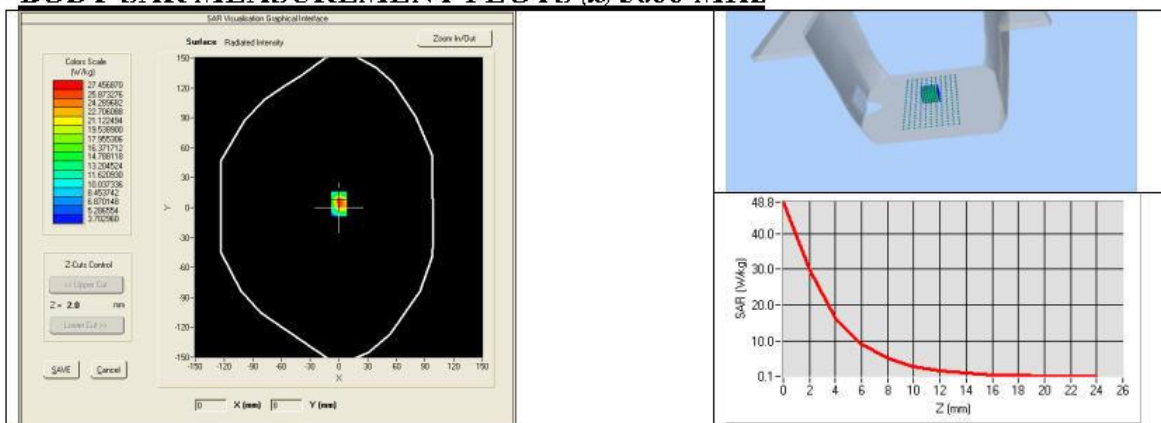 BODY SAR MEASUREMENT PLOTS @ MHz
SAR Visualisation Graphical Interface
Surface Radiated Intensity
Zoom In/Out
Colors Scale
(W/kg)
27.456870
25.873276
24.289682
22.706088
21.122494
19.538900
17.955306
16.371712
14.788118
13.204524
11.620930
10.037336
8.453742
6.870148
5.286554
3.702960
Z-Cuts Control
<< Upper Cut
Z = 2.0 mm
Lower Cut >>
SAVE
Cancel
150
120
90
60
30
0
-30
-60
-90
-120
-150
Y
-150 -120 -90 -60 -30 0 30 60 90 120 150
X
0 X (mm) 0 Y (mm)
48.8
40.0
30.0
20.0
10.0
0.1
SAR (W/kg)
0 2 4 6 8 10 12 14 16 18 20 22 24 26
Z (mm)